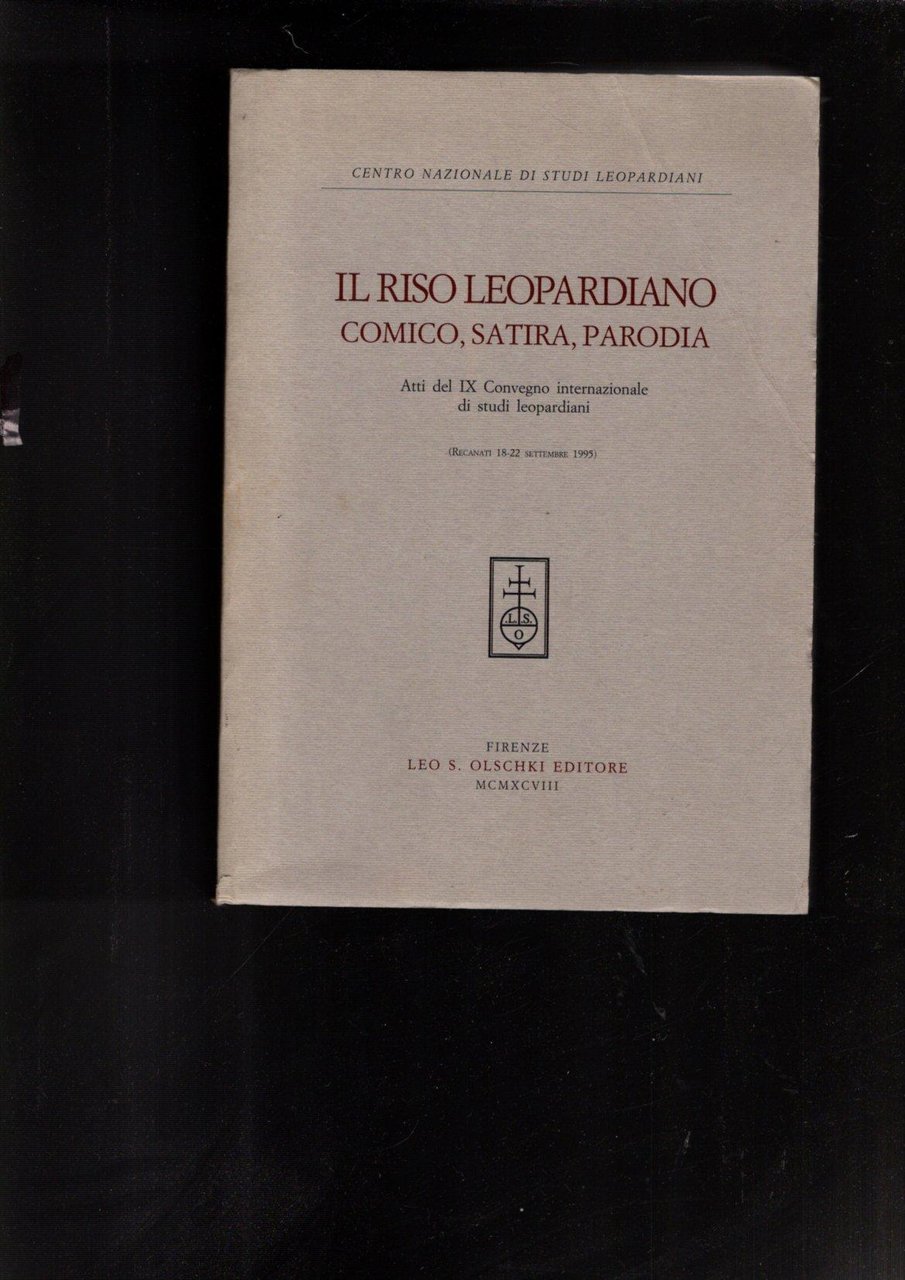 CENTRO NAZIONALE DI STUDI LEOPARDIANI
IL RISO LEOPARDIANO
COMICO, SATIRA, PARODIA
Atti del IX Convegno internazionale
di studi leopardiani
(RECANATI 18-22 SETTEMBRE 1995)
.L. .S.
O
FIRENZE
LEO S. OLSCHKI EDITORE
MCMXCVIII